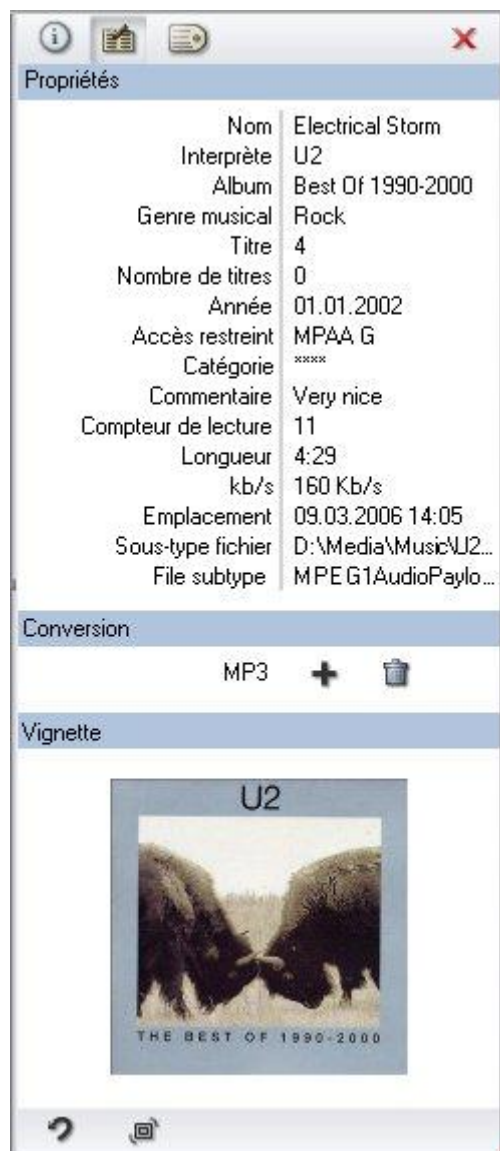 Propriétés
Nom Electrical Storm
Interprète U2
Album Best Of 1990-2000
Genre musical Rock
Titre 4
Nombre de titres 0
Année 01.01.2002
Accès restreint MPAA G
Catégorie ****
Commentaire Very nice
Compteur de lecture 11
Longueur 4:29
kb/s 160 Kb/s
Emplacement 09.03.2006 14:05
Sous-type fichier D:\Media\Music\U2...
File subtype MPEG1AudioPaylo...
Conversion
MP3
Vignette
U2
THE BEST OF 1990-2000